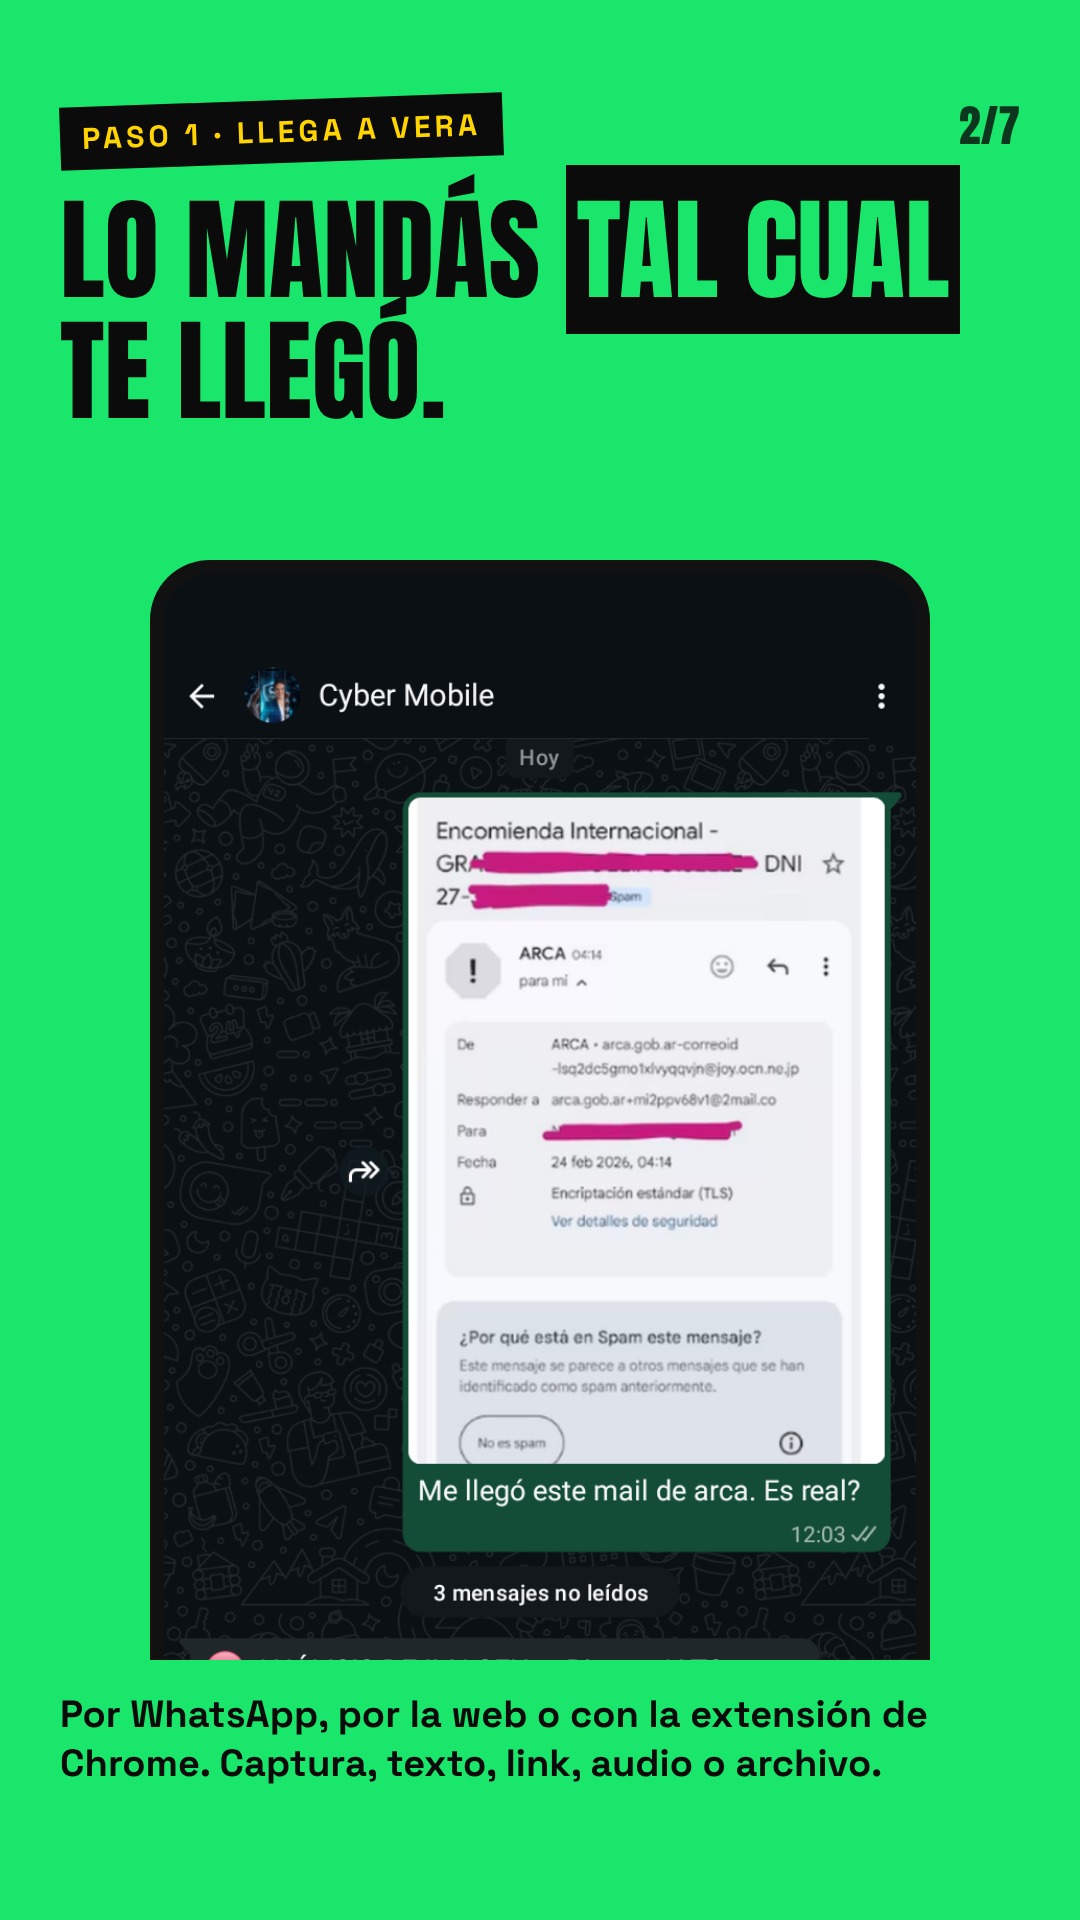 PASO 1 · LLEGA A VERA
2/7
LO MANDÁS TAL CUAL
TE LLEGÓ.
Cyber Mobile
Hoy
Encomienda Internacional -
GRA DNI
27- Spam
ARCA 04:14
para mí
De ARCA • arca.gob.ar-correoid
-lsq2dc5gmo1xlvyqqvjn@joy.ocn.ne.jp
Responder a arca.gob.ar+mi2ppv68v1@2mail.co
Para
Fecha 24 feb 2026, 04:14
Encriptación estándar (TLS)
Ver detalles de seguridad
¿Por qué está en Spam este mensaje?
Este mensaje se parece a otros mensajes que se han
identificado como spam anteriormente.
No es spam
Me llegó este mail de arca. Es real?
12:03
3 mensajes no leídos
Por WhatsApp, por la web o con la extensión de
Chrome. Captura, texto, link, audio o archivo.